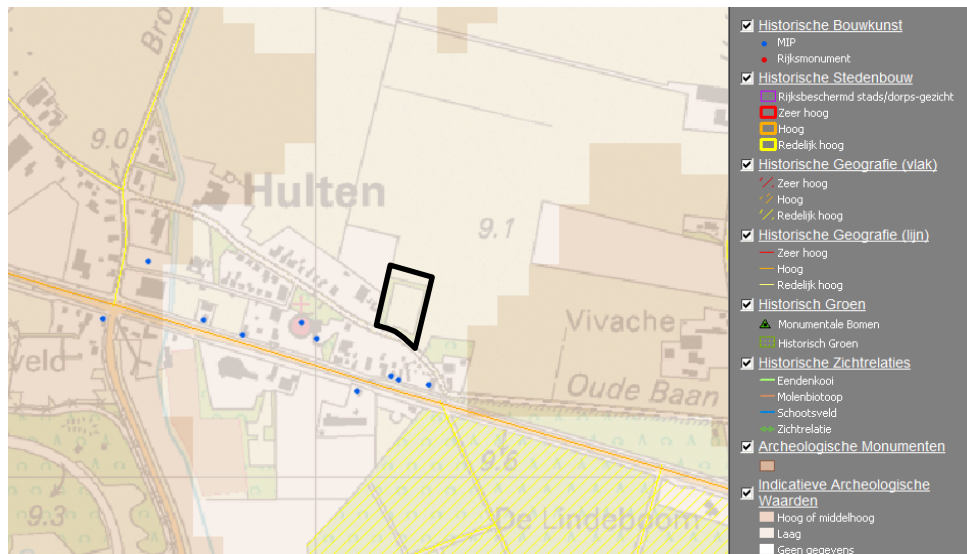 Bro
9.0
Hulten
9.1
Vivache
veld
Oude Baan
9.6
9.3
De Lindeboom
Historische Bouwkunst
MIP
Rijksmonument
Historische Stedenbouw
Rijksbeschermd stads/dorps-gezicht
Zeer hoog
Hoog
Redelijk hoog
Historische Geografie (vlak)
Zeer hoog
Hoog
Redelijk hoog
Historische Geografie (lijn)
Zeer hoog
Hoog
Redelijk hoog
Historisch Groen
Monumentale Bomen
Historisch Groen
Historische Zichtrelaties
Eendenkooi
Molenbiotoop
Schootsveld
Zichtrelatie
Archeologische Monumenten
Indicatieve Archeologische
Waarden
Hoog of middelhoog
Laag
Geen gegevens